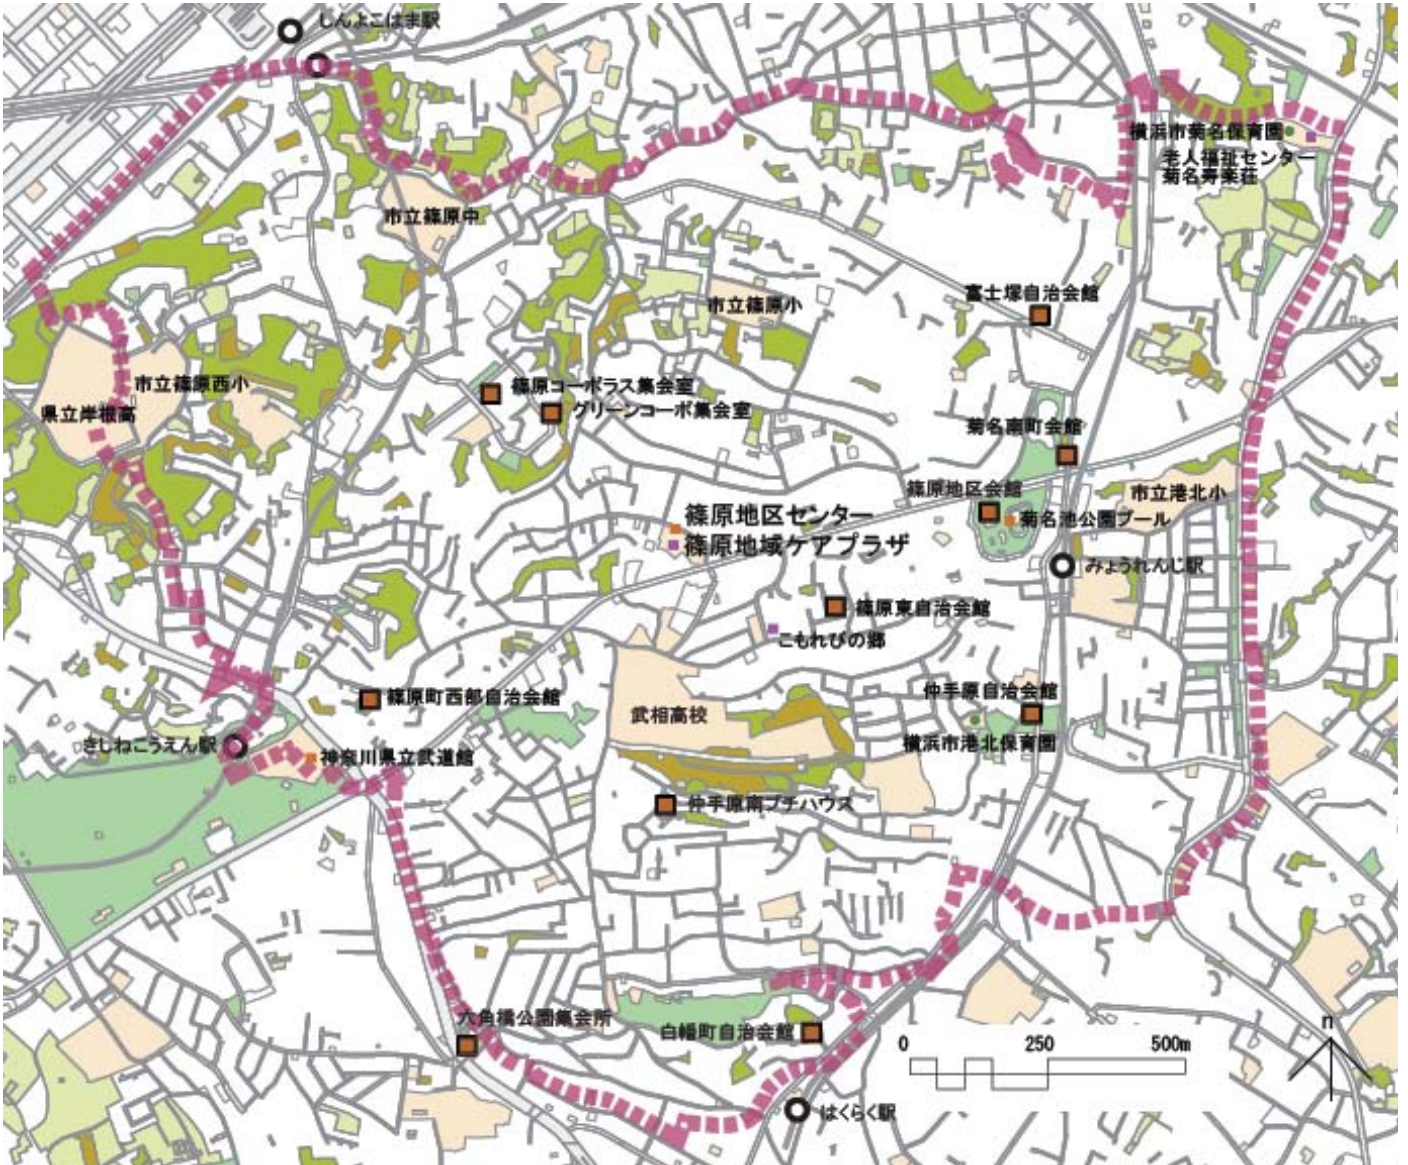 しんよこはま駅
横浜市菊名保育園
老人福祉センター
菊名寿楽荘
市立篠原中
富士塚自治会館
市立篠原小
市立篠原西小
県立岸根高
篠原コーポラス集会室
グリーンコーポ集会室
菊名南町会館
篠原地区会館
市立港北小
篠原地区センター
菊名池公園プール
篠原地域ケアプラザ
みょうれんじ駅
篠原東自治会館
こもれびの郷
篠原町西部自治会館
仲手原自治会館
武相高校
横浜市港北保育園
きしねこうえん駅
神奈川県立武道館
仲手原南プチハウス
六角橋公園集会所
白幡町自治会館
はくらく駅
0 250 500m
n